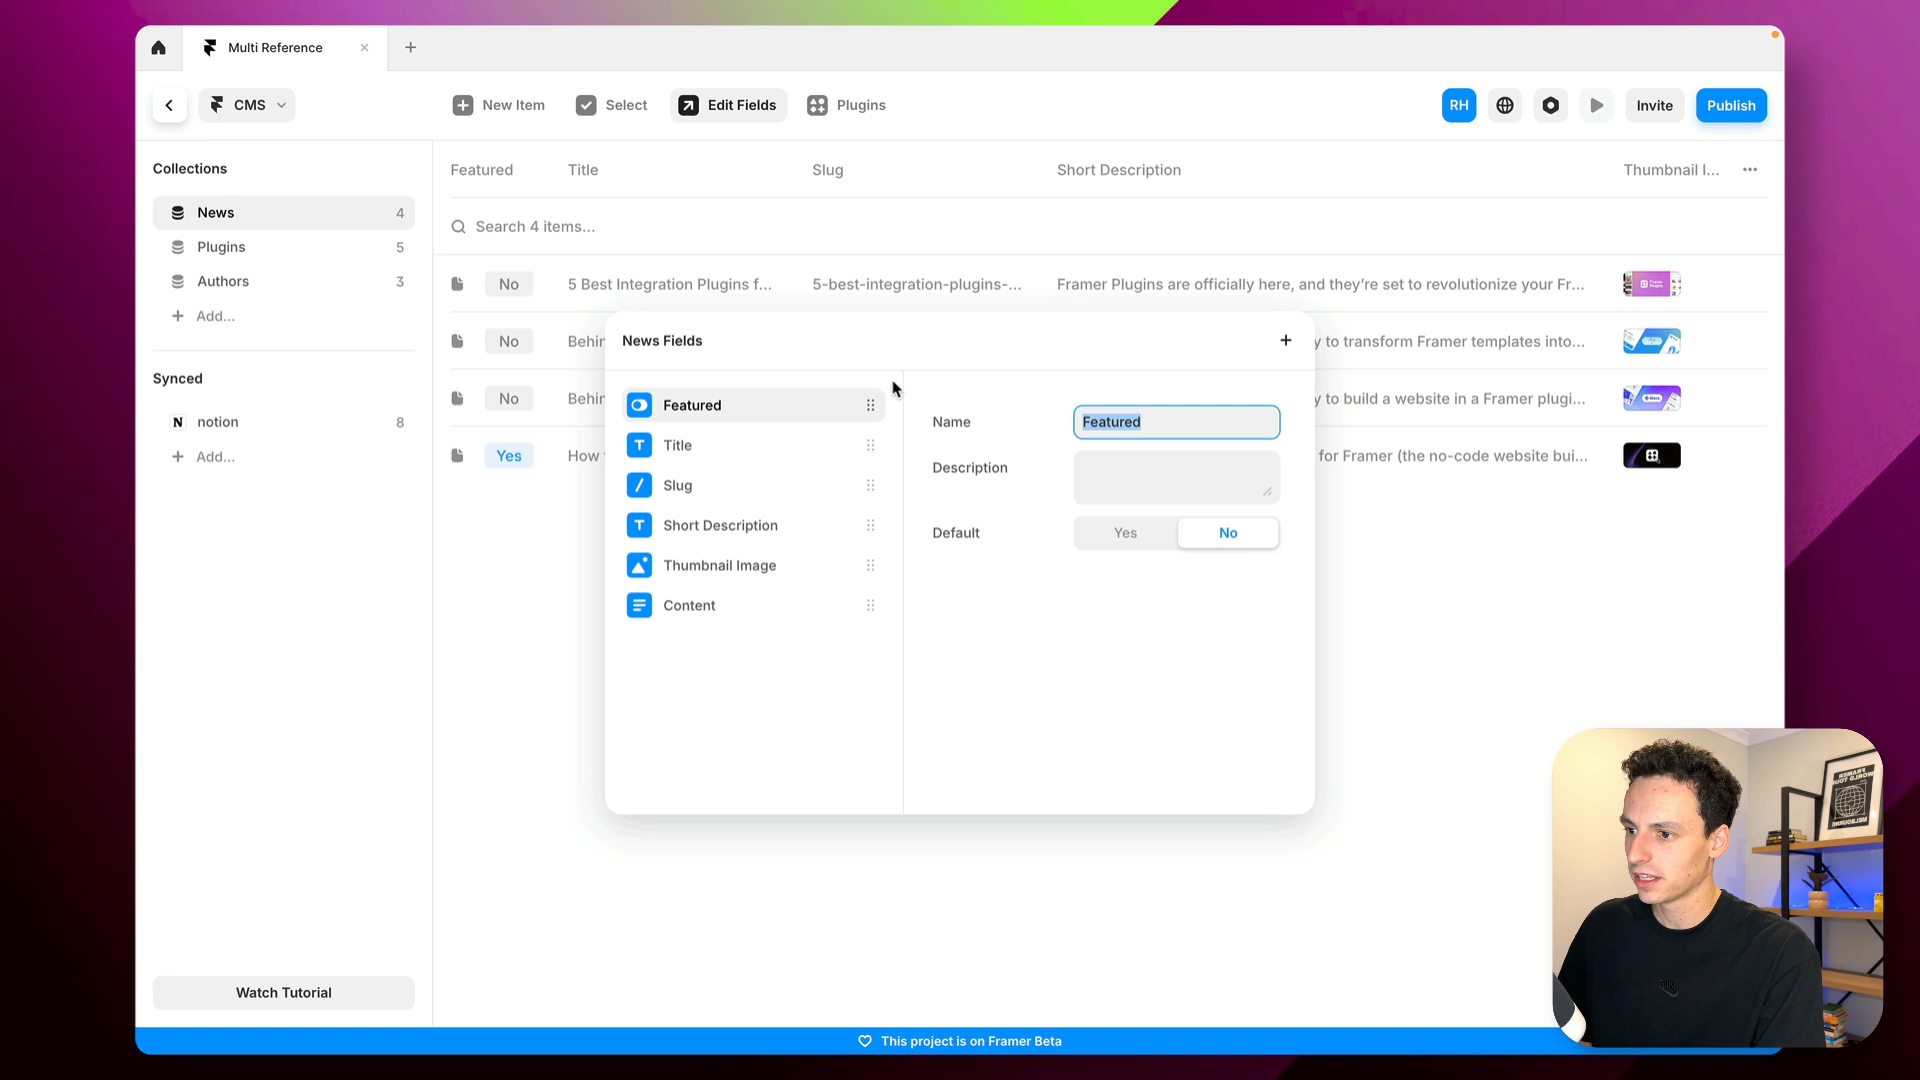 Multi Reference
CMS
New Item
Select
Edit Fields
Plugins
RH
Invite
Publish
Collections
News 4
Plugins 5
Authors 3
Add...
Synced
notion 8
Add...
Watch Tutorial
Featured Title Slug Short Description Thumbnail I...
Search 4 items...
No 5 Best Integration Plugins f... 5-best-integration-plugins-... Framer Plugins are officially here, and they're set to revolutionize your Fr...
No Behin y to transform Framer templates into...
No Behin y to build a website in a Framer plugi...
Yes How for Framer (the no-code website bui...
News Fields
Featured
Title
Slug
Short Description
Thumbnail Image
Content
Name Featured
Description
Default Yes No
This project is on Framer Beta